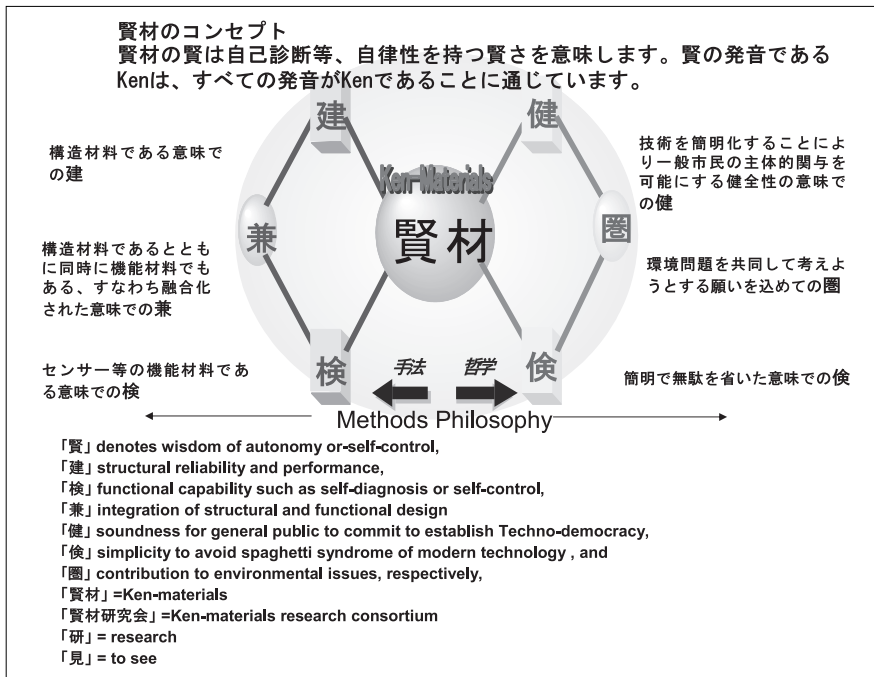 賢材のコンセプト
賢材の賢は自己診断等、自律性を持つ賢さを意味します。賢の発音である
Kenは、すべての発音がKenであることに通じています。
建
健
構造材料である意味で
の建
技術を簡明化することによ
り一般市民の主体的関与を
可能にする健全性の意味で
の健
Ken-Materials
賢材
兼
圏
構造材料であるととも
に同時に機能材料でも
ある、すなわち融合化
された意味での兼
環境問題を共同して考えよ
うとする願いを込めての圏
センサー等の機能材料であ
る意味での検
検
手法
哲学
倹
簡明で無駄を省いた意味での倹
Methods Philosophy
「賢」denotes wisdom of autonomy or-self-control,
「建」structural reliability and performance,
「検」functional capability such as self-diagnosis or self-control,
「兼」integration of structural and functional design
「健」soundness for general public to commit to establish Techno-democracy,
「倹」simplicity to avoid spaghetti syndrome of modern technology , and
「圏」contribution to environmental issues, respectively,
「賢材」=Ken-materials
「賢材研究会」=Ken-materials research consortium
「研」= research
「見」= to see